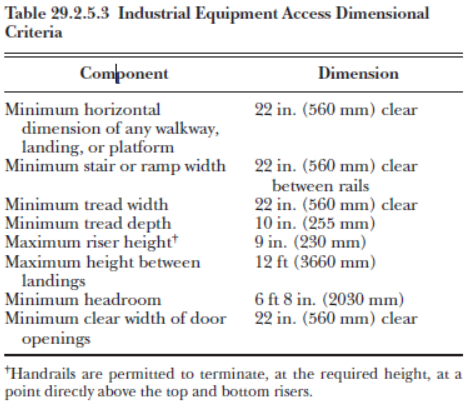 Table 29.2.5.3 Industrial Equipment Access Dimensional
Criteria
Component Dimension
Minimum horizontal 22 in. (560 mm) clear
dimension of any walkway,
landing, or platform
Minimum stair or ramp width 22 in. (560 mm) clear
between rails
Minimum tread width 22 in. (560 mm) clear
Minimum tread depth 10 in. (255 mm)
Maximum riser height† 9 in. (230 mm)
Maximum height between 12 ft (3660 mm)
landings
Minimum headroom 6 ft 8 in. (2030 mm)
Minimum clear width of door 22 in. (560 mm) clear
openings
†Handrails are permitted to terminate, at the required height, at a
point directly above the top and bottom risers.